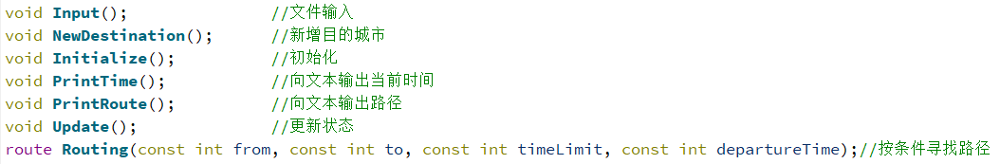 void Input();               //文件输入
void NewDestination();      //新增目的城市
void Initialize();          //初始化
void PrintTime();           //向文本输出当前时间
void PrintRoute();          //向文本输出路径
void Update();              //更新状态
route Routing(const int from, const int to, const int timeLimit, const int departureTime);//按条件寻找路径